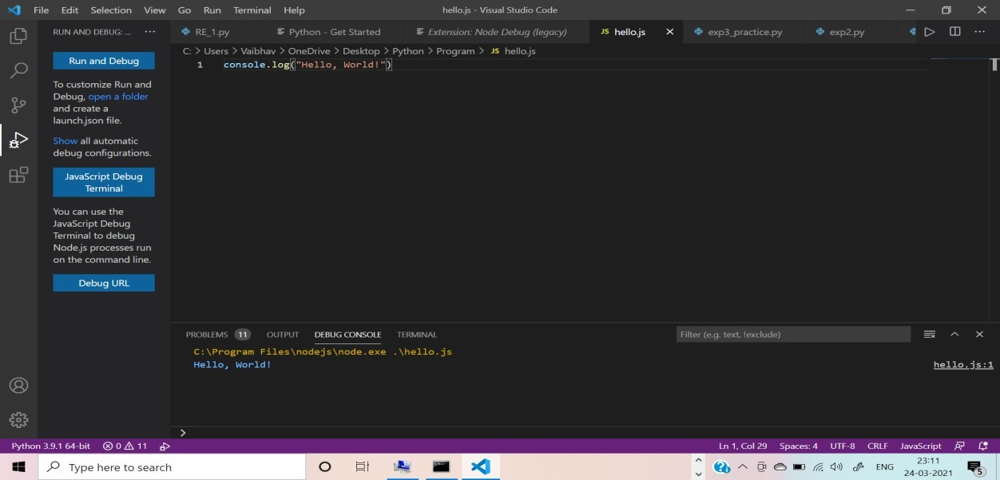 File Edit Selection View Go Run Terminal Help hello.js - Visual Studio Code
RUN AND DEBUG: ... ···
RE_1.py Python - Get Started Extension: Node Debug (legacy) JS hello.js exp3_practice.py exp2.py ···
C: > Users > Vaibhav > OneDrive > Desktop > Python > Program > JS hello.js
1 console.log("Hello, World!")
Run and Debug
To customize Run and
Debug, open a folder
and create a
launch.json file.
Show all automatic
debug configurations.
JavaScript Debug
Terminal
You can use the
JavaScript Debug
Terminal to debug
Node.js processes run
on the command line.
Debug URL
PROBLEMS 11 OUTPUT DEBUG CONSOLE TERMINAL Filter (e.g. text, !exclude)
C:\Program Files\nodejs\node.exe .\hello.js
Hello, World! hello.js:1
>
Python 3.9.1 64-bit 0 11 Ln 1, Col 29 Spaces: 4 UTF-8 CRLF JavaScript
Type here to search ENG 23:11
24-03-2021 5